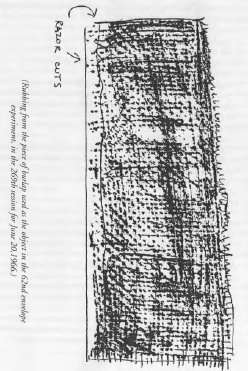 RAZOR CUTS
(Rubbing from the piece of burlap used as the object in the 62nd envelope
experiment, in the 269th session for June 20, 1966.)